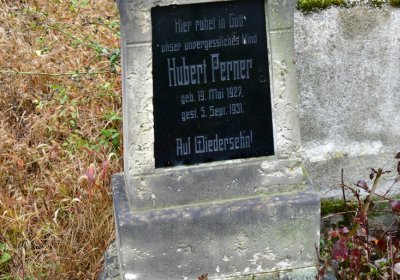 Hier ruhet in Gott
unser unvergessliches Kind
Hubert Perner
geb. 19. Mai 1927,
gest. 5. Sept. 1931.
Auf Wiedersehn!